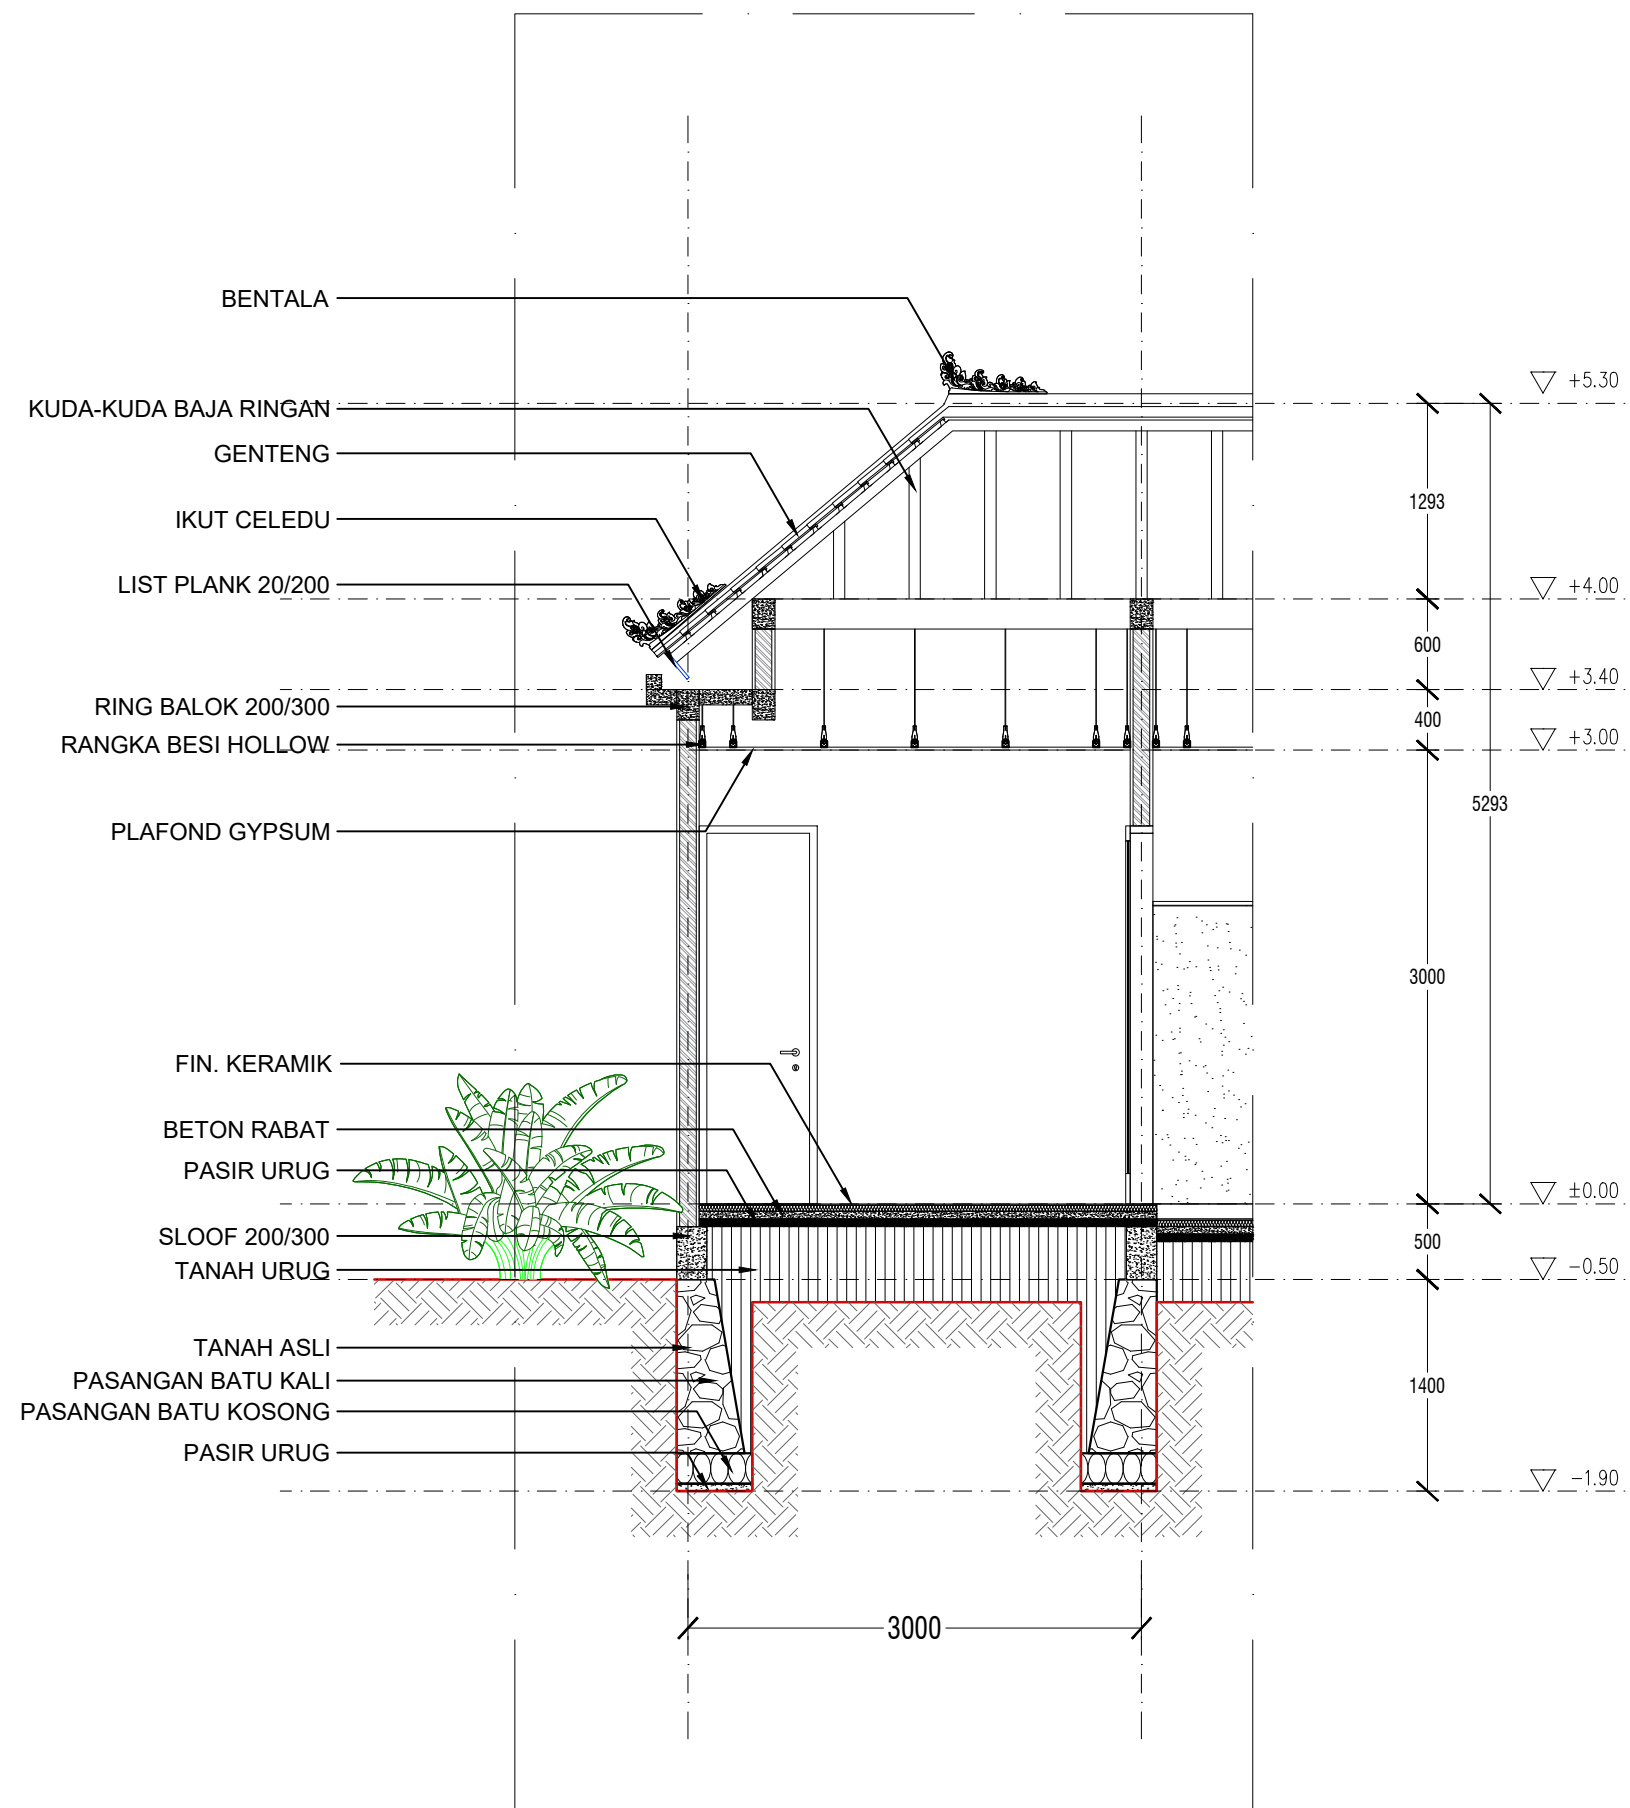 BENTALA
KUDA-KUDA BAJA RINGAN
GENTENG
IKUT CELEDU
LIST PLANK 20/200
RING BALOK 200/300
RANGKA BESI HOLLOW
PLAFOND GYPSUM
FIN. KERAMIK
BETON RABAT
PASIR URUG
SLOOF 200/300
TANAH URUG
TANAH ASLI
PASANGAN BATU KALI
PASANGAN BATU KOSONG
PASIR URUG
3000
1293
600
400
3000
500
1400
5293
+5.30
+4.00
+3.40
+3.00
±0.00
-0.50
-1.90